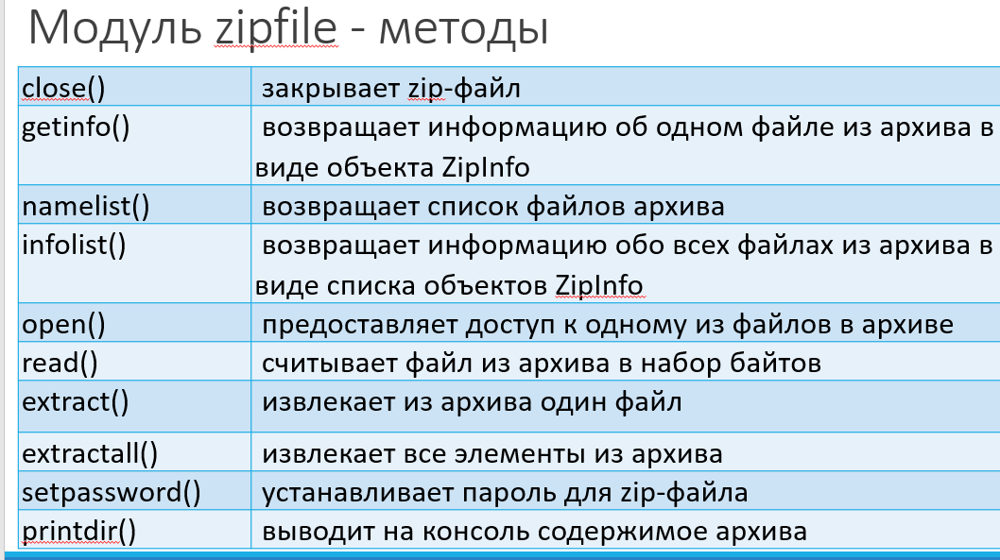 Модуль zipfile - методы
close() закрывает zip-файл
getinfo() возвращает информацию об одном файле из архива в
виде объекта ZipInfo
namelist() возвращает список файлов архива
infolist() возвращает информацию обо всех файлах из архива в
виде списка объектов ZipInfo
open() предоставляет доступ к одному из файлов в архиве
read() считывает файл из архива в набор байтов
extract() извлекает из архива один файл
extractall() извлекает все элементы из архива
setpassword() устанавливает пароль для zip-файла
printdir() выводит на консоль содержимое архива